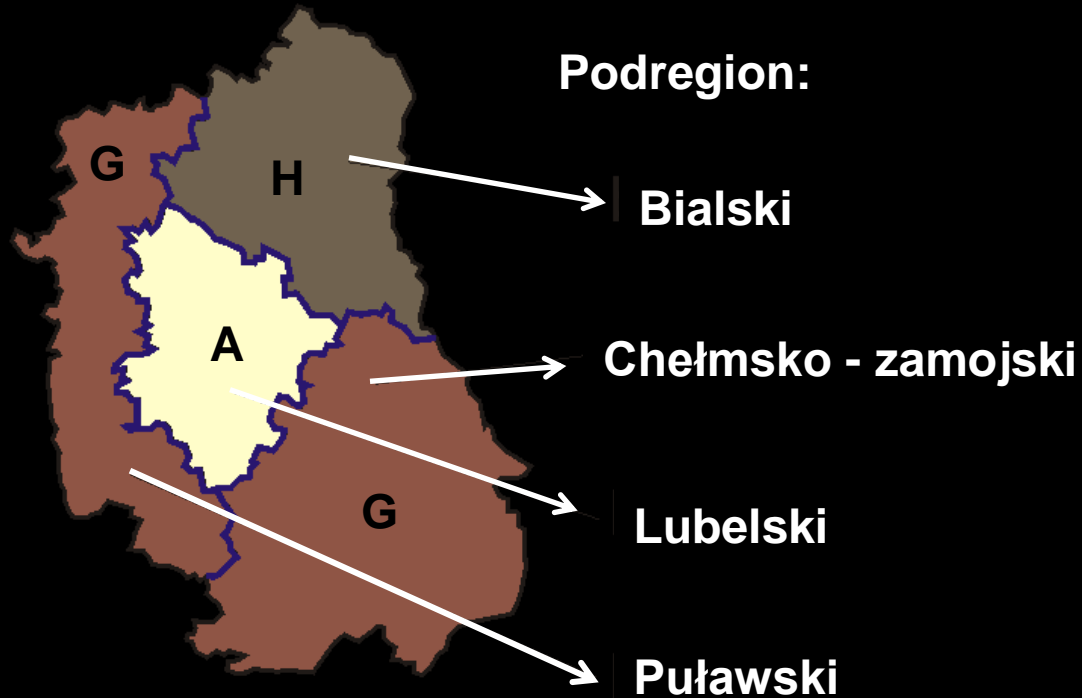 Podregion:
G
H
Bialski
A
Chełmsko - zamojski
G
Lubelski
Puławski